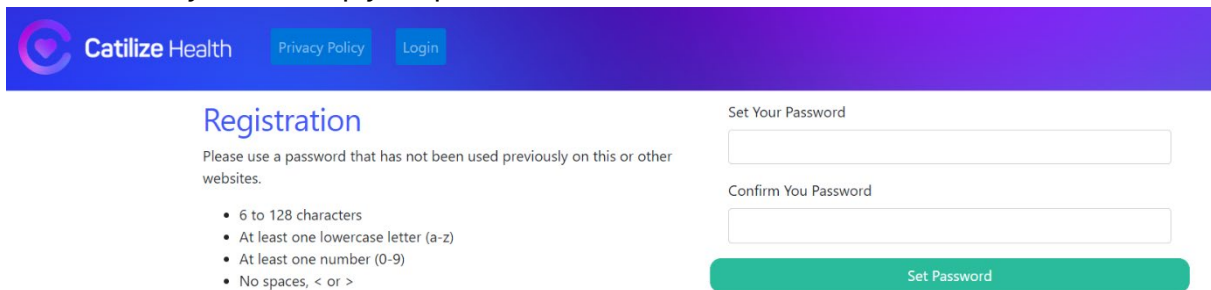 Catilize Health
Privacy Policy
Login
Registration
Please use a password that has not been used previously on this or other
websites.
• 6 to 128 characters
• At least one lowercase letter (a-z)
• At least one number (0-9)
• No spaces, < or >
Set Your Password
Confirm You Password
Set Password